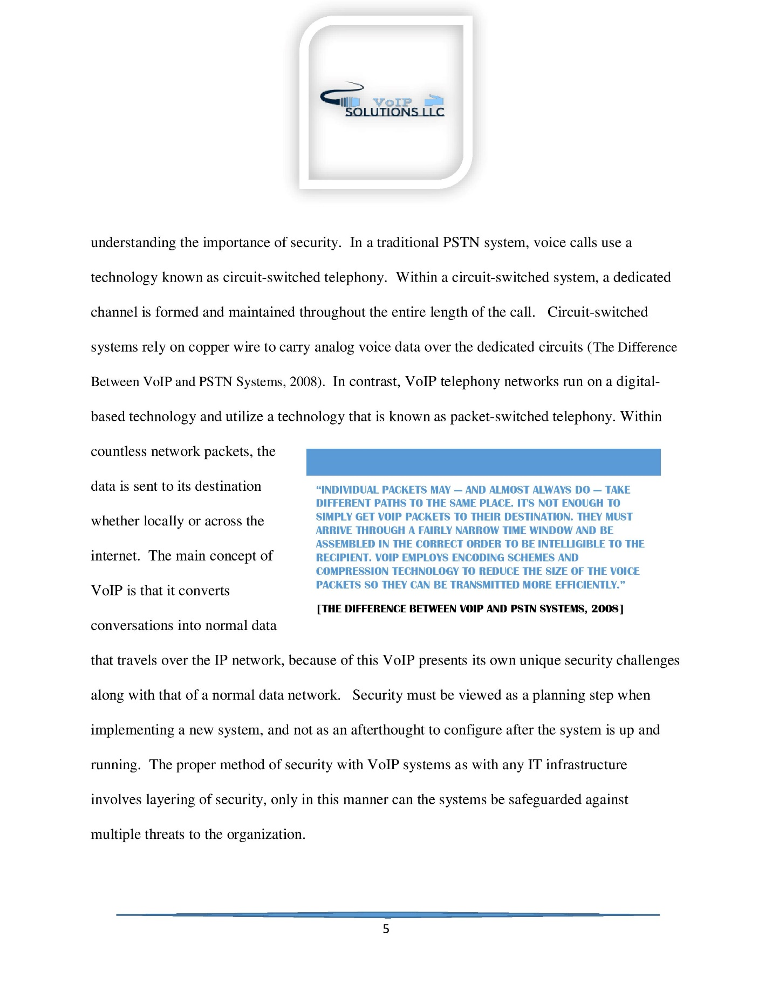 VoIP
SOLUTIONS LLC
understanding the importance of security.  In a traditional PSTN system, voice calls use a
technology known as circuit-switched telephony.  Within a circuit-switched system, a dedicated
channel is formed and maintained throughout the entire length of the call.   Circuit-switched
systems rely on copper wire to carry analog voice data over the dedicated circuits (The Difference
Between VoIP and PSTN Systems, 2008).  In contrast, VoIP telephony networks run on a digital-
based technology and utilize a technology that is known as packet-switched telephony. Within
countless network packets, the
data is sent to its destination
whether locally or across the
internet.  The main concept of
VoIP is that it converts
conversations into normal data
“INDIVIDUAL PACKETS MAY — AND ALMOST ALWAYS DO — TAKE
DIFFERENT PATHS TO THE SAME PLACE. IT'S NOT ENOUGH TO
SIMPLY GET VOIP PACKETS TO THEIR DESTINATION. THEY MUST
ARRIVE THROUGH A FAIRLY NARROW TIME WINDOW AND BE
ASSEMBLED IN THE CORRECT ORDER TO BE INTELLIGIBLE TO THE
RECIPIENT. VOIP EMPLOYS ENCODING SCHEMES AND
COMPRESSION TECHNOLOGY TO REDUCE THE SIZE OF THE VOICE
PACKETS SO THEY CAN BE TRANSMITTED MORE EFFICIENTLY.”
[THE DIFFERENCE BETWEEN VOIP AND PSTN SYSTEMS, 2008]
that travels over the IP network, because of this VoIP presents its own unique security challenges
along with that of a normal data network.   Security must be viewed as a planning step when
implementing a new system, and not as an afterthought to configure after the system is up and
running.  The proper method of security with VoIP systems as with any IT infrastructure
involves layering of security, only in this manner can the systems be safeguarded against
multiple threats to the organization.
5